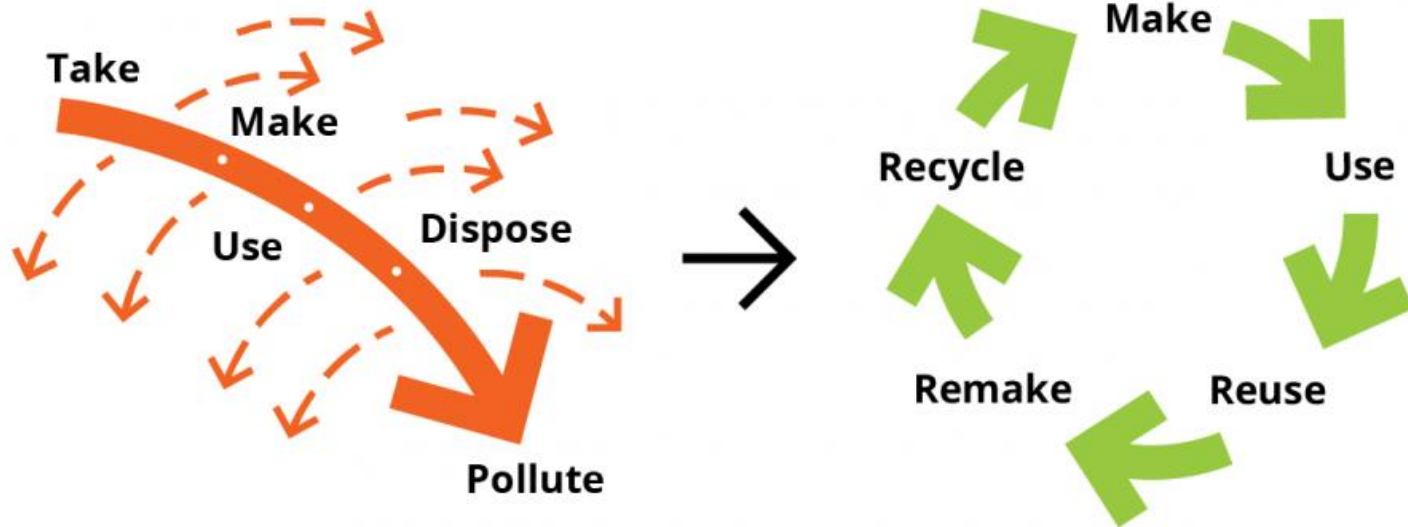 Take
Make
Use
Dispose
Pollute
Make
Use
Reuse
Remake
Recycle